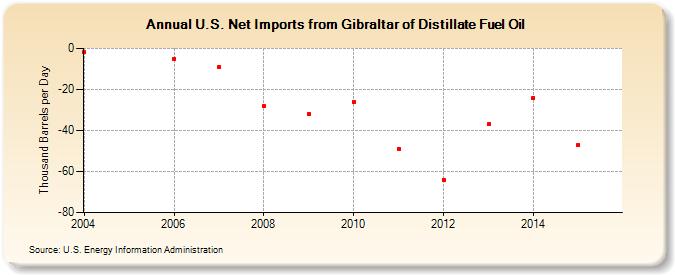 Annual U.S. Net Imports from Gibraltar of Distillate Fuel Oil
Thousand Barrels per Day
0
-20
-40
-60
-80
2004 2006 2008 2010 2012 2014
Source: U.S. Energy Information Administration